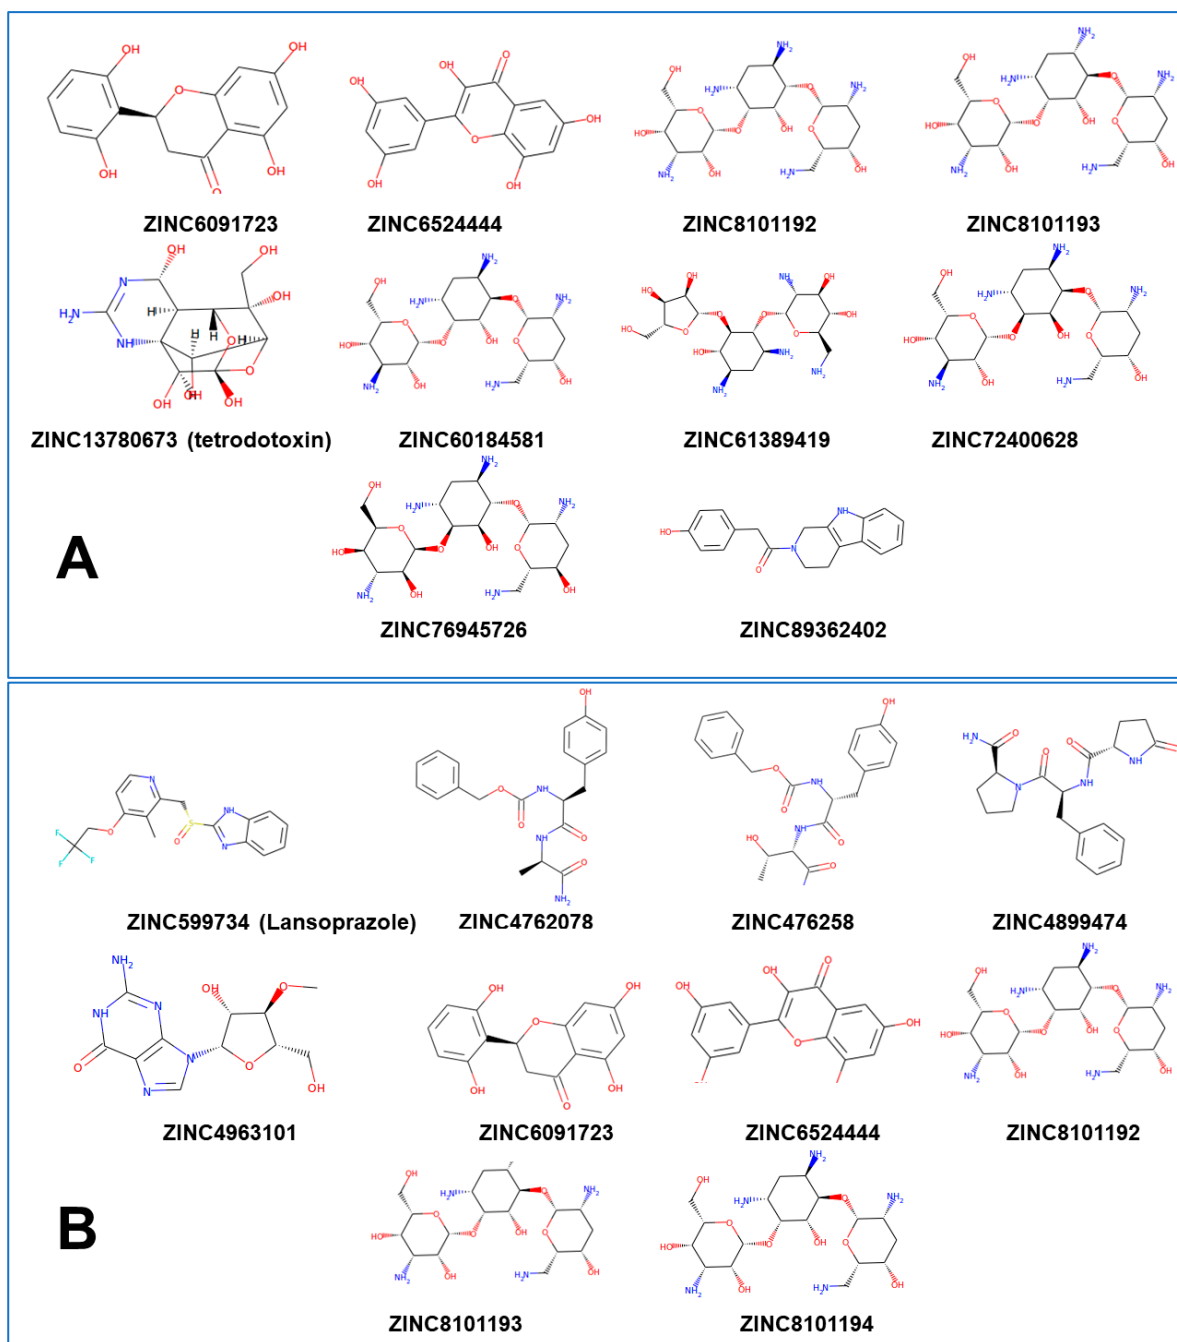 ZINC6091723 ZINC6524444 ZINC8101192 ZINC8101193
ZINC13780673 (tetrodotoxin) ZINC60184581 ZINC61389419 ZINC72400628
A
ZINC76945726 ZINC89362402
ZINC599734 (Lansoprazole) ZINC4762078 ZINC476258 ZINC4899474
ZINC4963101 ZINC6091723 ZINC6524444 ZINC8101192
B
ZINC8101193 ZINC8101194